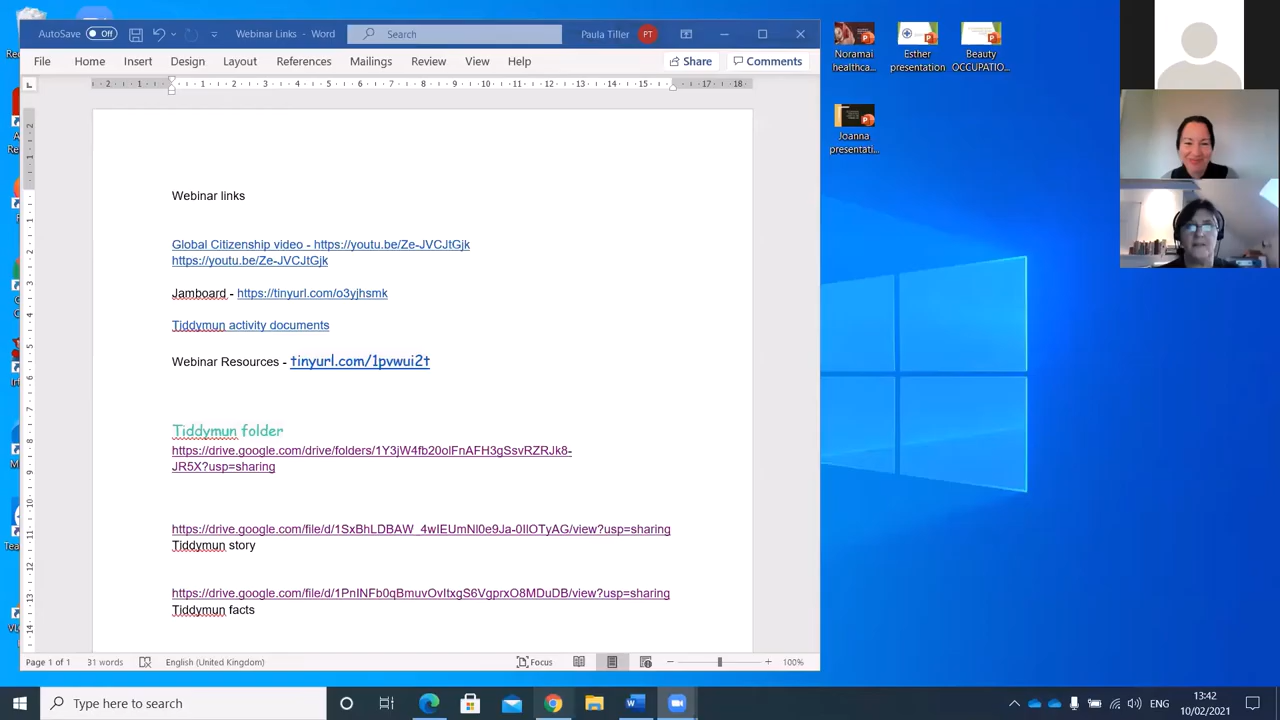 AutoSave Off Webinar Links - Word Search Paula Tiller PT
File Home Insert Design Layout References Mailings Review View Help Share Comments
Webinar links
Global Citizenship video - https://youtu.be/Ze-JVCJtGjk
https://youtu.be/Ze-JVCJtGjk
Jamboard - https://tinyurl.com/o3yjhsmk
Tiddymun activity documents
Webinar Resources - tinyurl.com/1pvwui2t
Tiddymun folder
https://drive.google.com/drive/folders/1Y3jW4fb20olFnAFH3gSsvRZRJk8-
JR5X?usp=sharing
https://drive.google.com/file/d/1SxBhLDBAW_4wIEUmNl0e9Ja-0IlOTyAG/view?usp=sharing
Tiddymun story
https://drive.google.com/file/d/1PnINFb0qBmuvOvItxgS6VgprxO8MDuDB/view?usp=sharing
Tiddymun facts
Page 1 of 1 31 words English (United Kingdom) Focus 100%
Noramai
healthca...
Esther
presentation
Beauty
OCCUPATIO...
Joanna
presentati...
Type here to search
ENG
13:42
10/02/2021